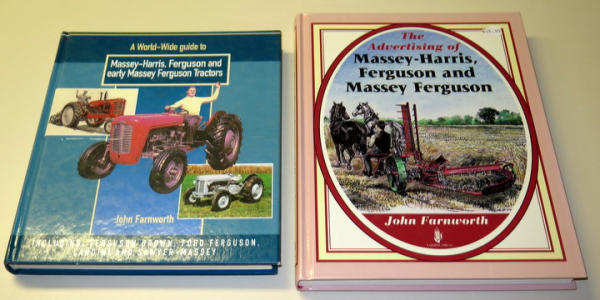 A World-Wide guide to
Massey-Harris, Ferguson and
early Massey Ferguson Tractors
John Farnworth
INCLUDING FERGUSON-BROWN, FORD FERGUSON,
LANDINI AND SAWYER-MASSEY
The
Advertising of
Massey-Harris,
Ferguson and
Massey Ferguson
John Farnworth